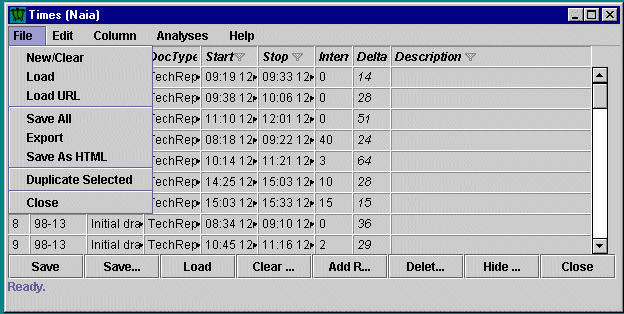 Times (Naia)
File Edit Column Analyses Help
DocType Start Stop Interr Delta Description
New/Clear
TechRep 09:19 12 09:33 12 0 14
Load
Load URL
09:38 12 10:06 12 0 28
Save All
TechRep 11:10 12 12:01 12 0 51
Export
TechRep 08:18 12 09:22 12 40 24
Save As HTML
TechRep 10:14 12 11:21 12 3 64
Duplicate Selected
TechRep 14:25 12 15:03 12 10 28
Close
TechRep 15:03 12 15:33 12 15 15
8 98-13 Initial dra TechRep 08:34 12 09:10 12 0 36
9 98-13 Initial dra TechRep 10:45 12 11:16 12 2 29
Save Save... Load Clear ... Add R... Delet... Hide ... Close
Ready.